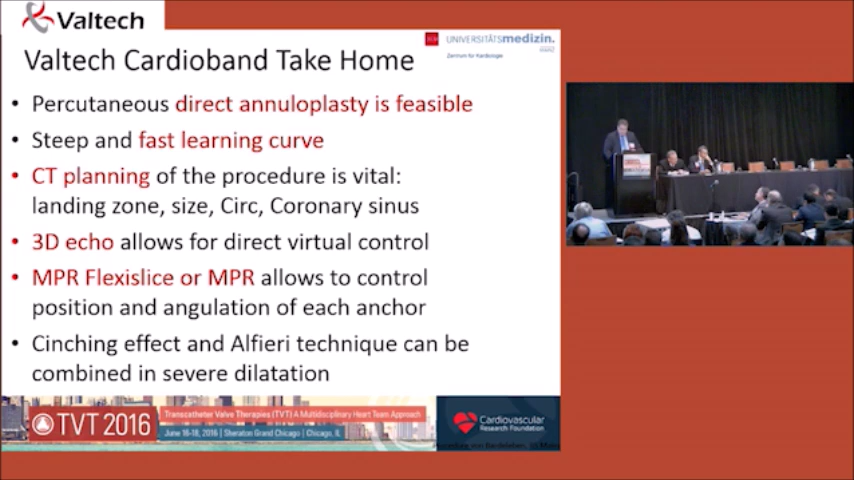 Valtech
UNIVERSITÄTSmedizin.
Zentrum für Kardiologie
Valtech Cardioband Take Home
• Percutaneous direct annuloplasty is feasible
• Steep and fast learning curve
• CT planning of the procedure is vital:
landing zone, size, Circ, Coronary sinus
• 3D echo allows for direct virtual control
• MPR Flexislice or MPR allows to control
position and angulation of each anchor
• Cinching effect and Alfieri technique can be
combined in severe dilatation
TVT 2016
Transcatheter Valve Therapies (TVT) A Multidisciplinary Heart Team Approach
June 16-18, 2016 | Sheraton Grand Chicago | Chicago, IL
Cardiovascular
Research Foundation